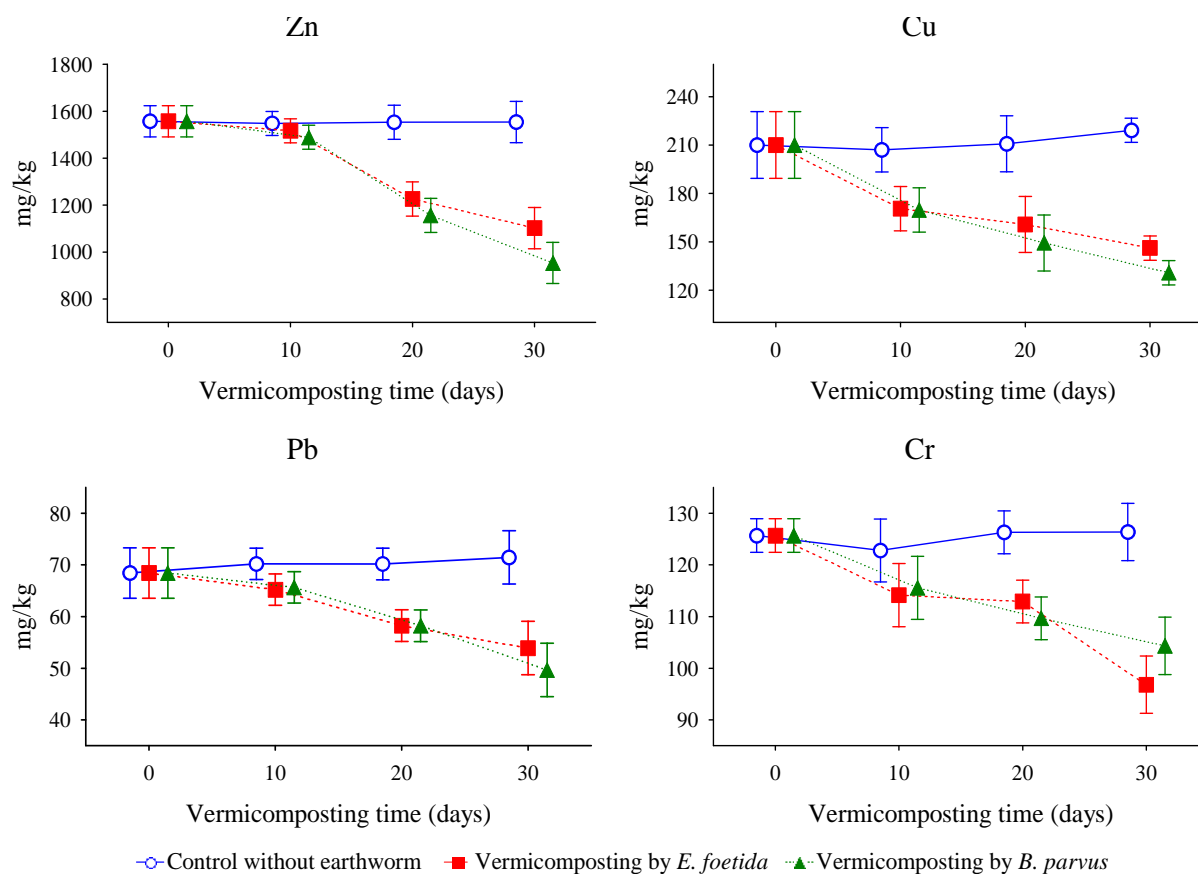 Zn
1800
1600
1400
1200
1000
800
mg/kg
0 10 20 30
Vermicomposting time (days)
Cu
240
210
180
150
120
mg/kg
0 10 20 30
Vermicomposting time (days)
Pb
80
70
60
50
40
mg/kg
0 10 20 30
Vermicomposting time (days)
Cr
130
120
110
100
90
mg/kg
0 10 20 30
Vermicomposting time (days)
Control without earthworm Vermicomposting by E. foetida Vermicomposting by B. parvus